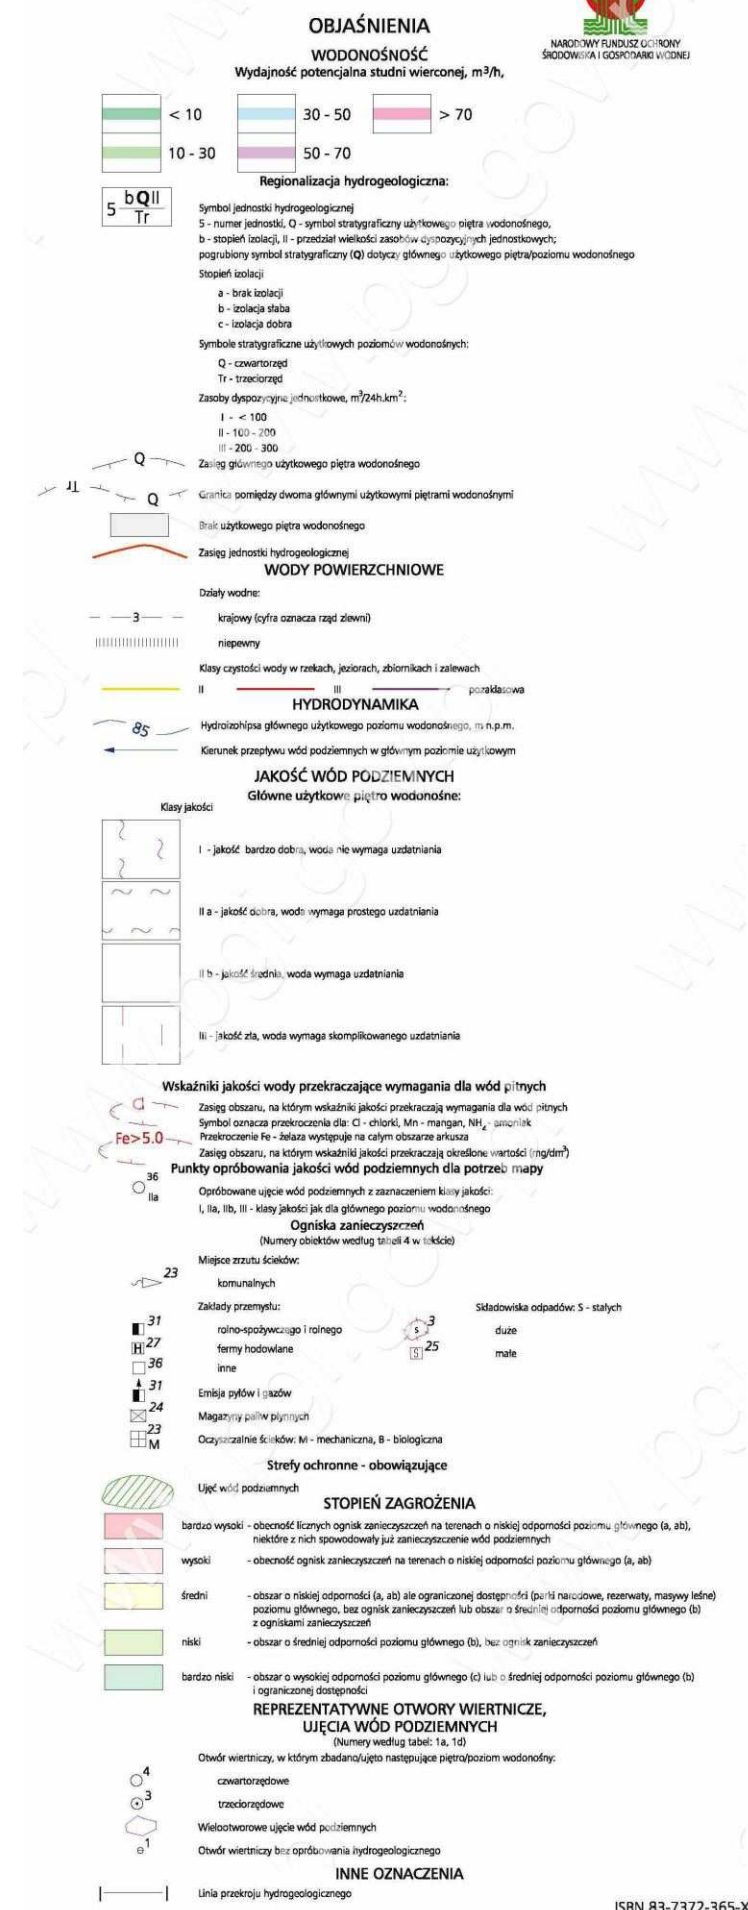 OBJAŚNIENIA
NARODOWY FUNDUSZ OCHRONY
ŚRODOWISKA I GOSPODARKI WODNEJ
WODONOŚNOŚĆ
Wydajność potencjalna studni wierconej, m³/h,
< 10
30 - 50
> 70
10 - 30
50 - 70
Regionalizacja hydrogeologiczna:
5 bQII/Tr
Symbol jednostki hydrogeologicznej
5 - numer jednostki, Q - symbol stratygraficzny użytkowego piętra wodonośnego,
b - stopień izolacji, II - przedział wielkości zasobów dyspozycyjnych jednostkowych;
pogrubiony symbol stratygraficzny (Q) dotyczy głównego użytkowego piętra/poziomu wodonośnego
Stopień izolacji
a - brak izolacji
b - izolacja słaba
c - izolacja dobra
Symbole stratygraficzne użytkowych poziomów wodonośnych:
Q - czwartorzęd
Tr - trzeciorzęd
Zasoby dyspozycyjne jednostkowe, m³/24h.km²:
I - < 100
II - 100 - 200
III - 200 - 300
Q
Zasięg głównego użytkowego piętra wodonośnego
Tr
Q
Granica pomiędzy dwoma głównymi użytkowymi piętrami wodonośnymi
Brak użytkowego piętra wodonośnego
Zasięg jednostki hydrogeologicznej
WODY POWIERZCHNIOWE
Działy wodne:
3
krajowy (cyfra oznacza rząd zlewni)
niepewny
Klasy czystości wody w rzekach, jeziorach, zbiornikach i zalewach
II
III
pozaklasowa
HYDRODYNAMIKA
85
Hydroizohipsa głównego użytkowego poziomu wodonośnego, m n.p.m.
Kierunek przepływu wód podziemnych w głównym poziomie użytkowym
JAKOŚĆ WÓD PODZIEMNYCH
Główne użytkowe piętro wodonośne:
Klasy jakości
I - jakość bardzo dobra, woda nie wymaga uzdatniania
II a - jakość dobra, woda wymaga prostego uzdatniania
II b - jakość średnia, woda wymaga uzdatniania
III - jakość zła, woda wymaga skomplikowanego uzdatniania
Wskaźniki jakości wody przekraczające wymagania dla wód pitnych
Cl
Zasięg obszaru, na którym wskaźniki jakości przekraczają wymagania dla wód pitnych
Symbol oznacza przekroczenia dla: Cl - chlorki, Mn - mangan, NH₄ - amoniak
Fe>5.0
Przekroczenie Fe - żelaza występuje na całym obszarze arkusza
Zasięg obszaru, na którym wskaźniki jakości przekraczają określone wartości (mg/dm³)
Punkty opróbowania jakości wód podziemnych dla potrzeb mapy
36
IIa
Opróbowane ujęcie wód podziemnych z zaznaczeniem klasy jakości:
I, IIa, IIb, III - klasy jakości jak dla głównego poziomu wodonośnego
Ogniska zanieczyszczeń
(Numery obiektów według tabeli 4 w tekście)
Miejsce zrzutu ścieków:
23
komunalnych
Zakłady przemysłu:
Składowiska odpadów: S - stałych
31
rolno-spożywczego i rolnego
S 3
duże
H 27
fermy hodowlane
S 25
małe
36
inne
31
Emisja pyłów i gazów
24
Magazyny paliw płynnych
23
M
Oczyszczalnie ścieków: M - mechaniczna, B - biologiczna
Strefy ochronne - obowiązujące
Ujęć wód podziemnych
STOPIEŃ ZAGROŻENIA
bardzo wysoki - obecność licznych ognisk zanieczyszczeń na terenach o niskiej odporności poziomu głównego (a, ab),
niektóre z nich spowodowały już zanieczyszczenie wód podziemnych
wysoki - obecność ognisk zanieczyszczeń na terenach o niskiej odporności poziomu głównego (a, ab)
średni - obszar o niskiej odporności (a, ab) ale ograniczonej dostępności (parki narodowe, rezerwaty, masywy leśne)
poziomu głównego, bez ognisk zanieczyszczeń lub obszar o średniej odporności poziomu głównego (b)
z ogniskami zanieczyszczeń
niski - obszar o średniej odporności poziomu głównego (b), bez ognisk zanieczyszczeń
bardzo niski - obszar o wysokiej odporności poziomu głównego (c) lub o średniej odporności poziomu głównego (b)
i ograniczonej dostępności
REPREZENTATYWNE OTWORY WIERTNICZE,
UJĘCIA WÓD PODZIEMNYCH
(Numery według tabel: 1a, 1d)
Otwór wiertniczy, w którym zbadano/ujęto następujące piętro/poziom wodonośny:
4
czwartorzędowe
3
trzeciorzędowe
Wielootworowe ujęcie wód podziemnych
1
Otwór wiertniczy bez opróbowania hydrogeologicznego
INNE OZNACZENIA
Linia przekroju hydrogeologicznego
ISBN 83-7372-365-X